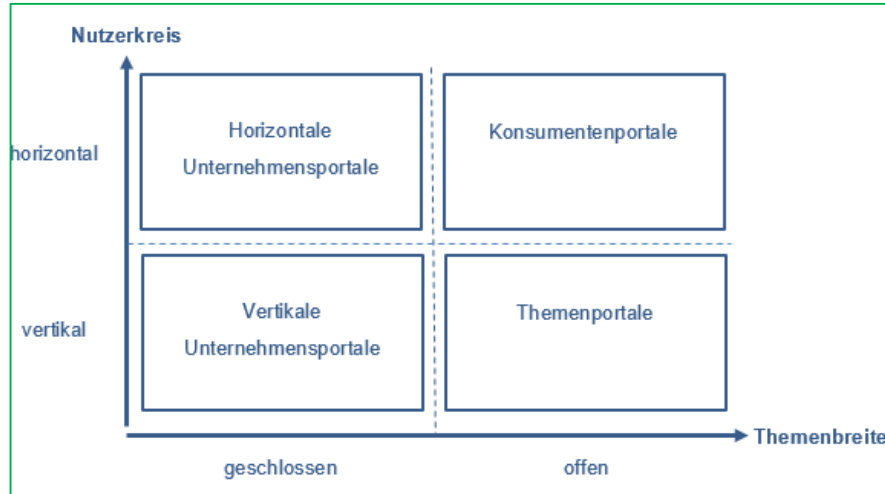 Nutzerkreis
horizontal
Horizontale
Unternehmensportale
Konsumentenportale
vertikal
Vertikale
Unternehmensportale
Themenportale
Themenbreite
geschlossen
offen